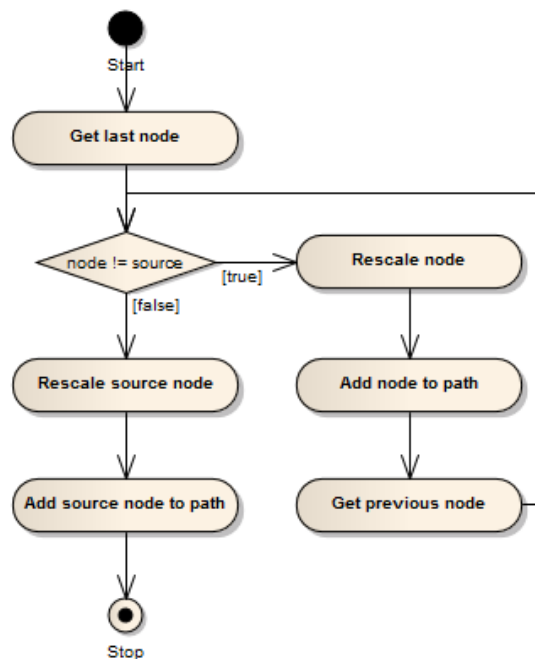 Start
Get last node
node != source
[true]
Rescale node
[false]
Rescale source node
Add node to path
Add source node to path
Get previous node
Stop